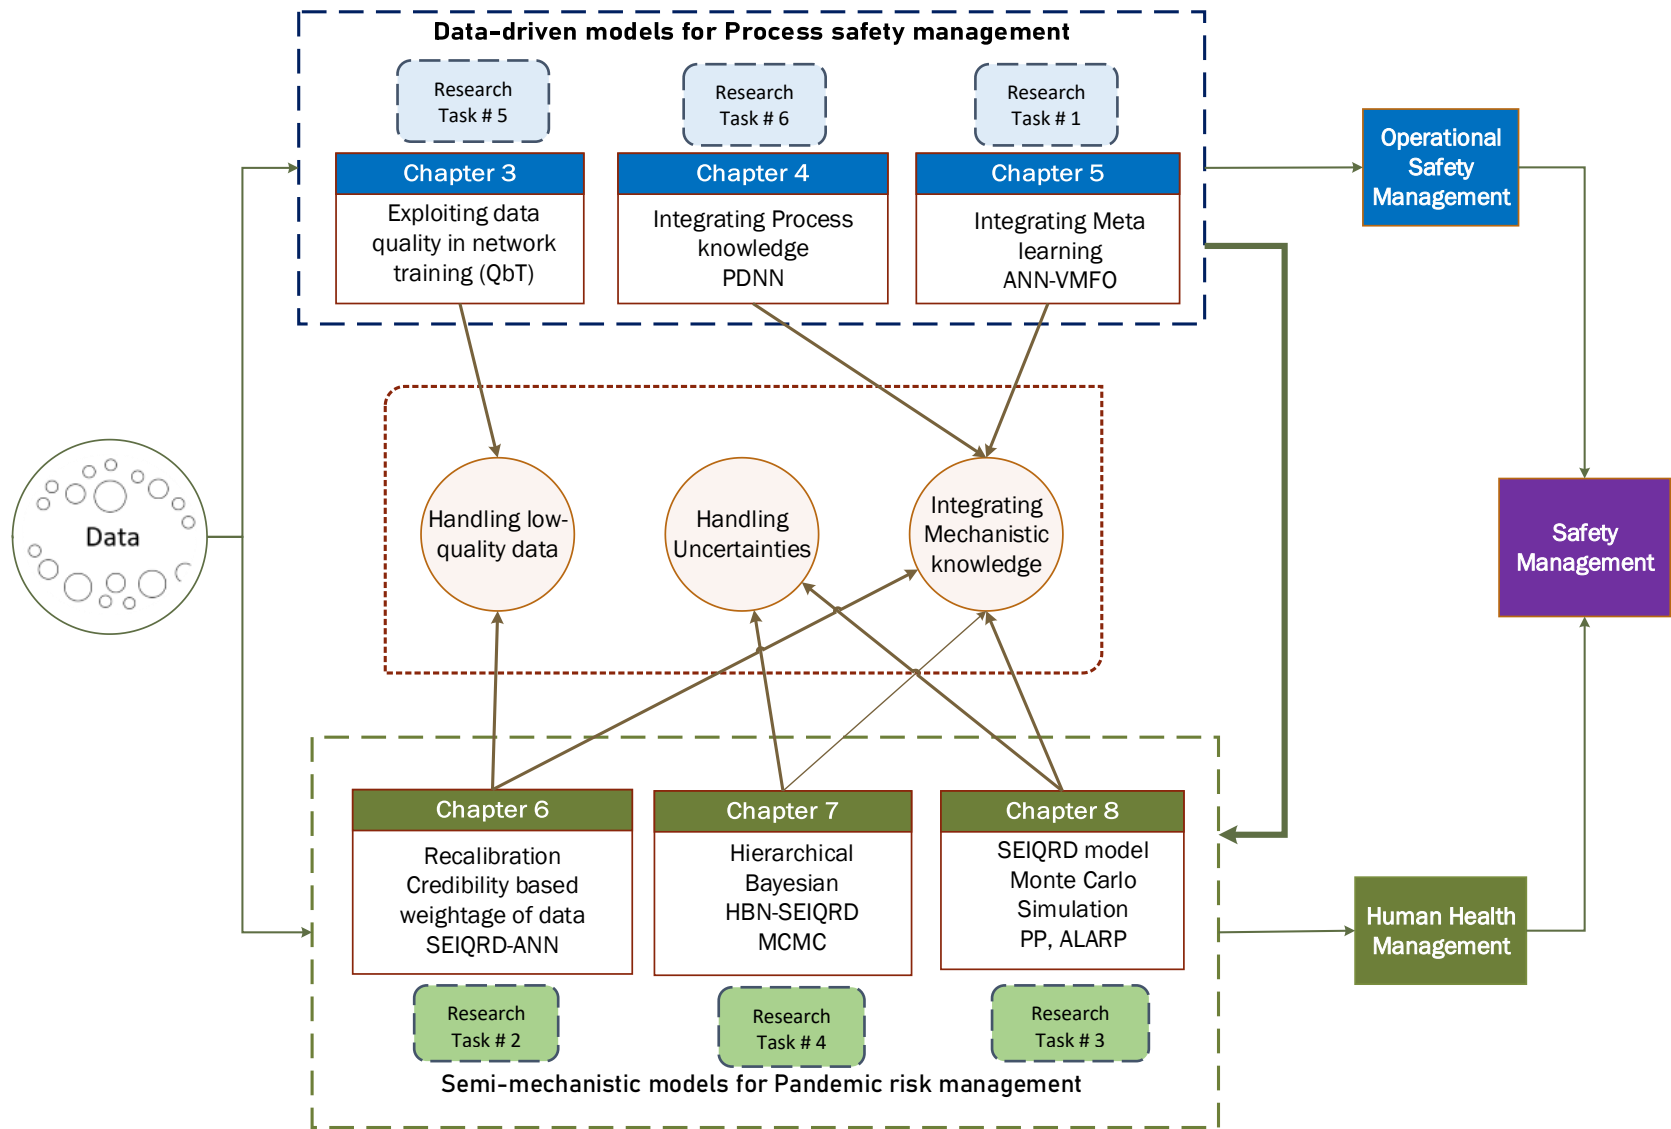 Data-driven models for Process safety management
Research
Task # 5
Research
Task # 6
Research
Task # 1
Chapter 3
Exploiting data
quality in network
training (QbT)
Chapter 4
Integrating Process
knowledge
PDNN
Chapter 5
Integrating Meta
learning
ANN-VMFO
Operational
Safety
Management
Data
Handling low-
quality data
Handling
Uncertainties
Integrating
Mechanistic
knowledge
Safety
Management
Chapter 6
Recalibration
Credibility based
weightage of data
SEIQRD-ANN
Chapter 7
Hierarchical
Bayesian
HBN-SEIQRD
MCMC
Chapter 8
SEIQRD model
Monte Carlo
Simulation
PP, ALARP
Human Health
Management
Research
Task # 2
Research
Task # 4
Research
Task # 3
Semi-mechanistic models for Pandemic risk management